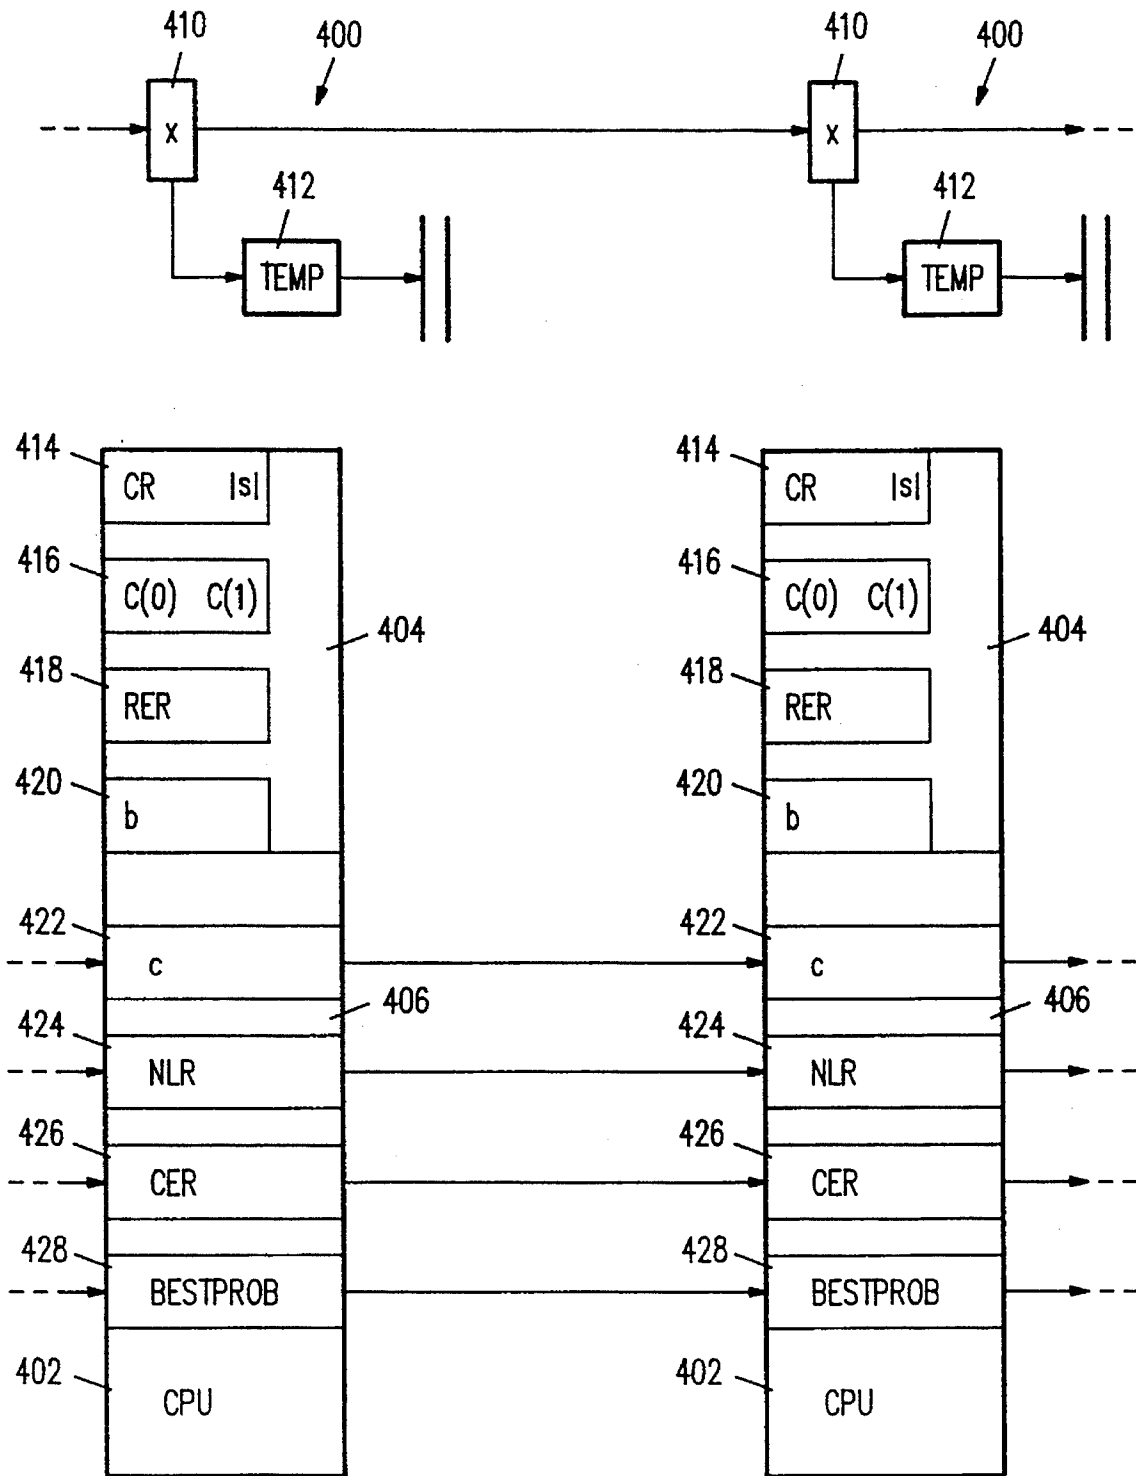 410 400 410 400
X X
412 412
TEMP TEMP
414 414
CR |s| CR |s|
416 416
C(0) C(1) C(0) C(1)
404 404
418 418
RER RER
420 420
b b
422 422
c c
406 406
424 424
NLR NLR
426 426
CER CER
428 428
BESTPROB BESTPROB
402 402
CPU CPU